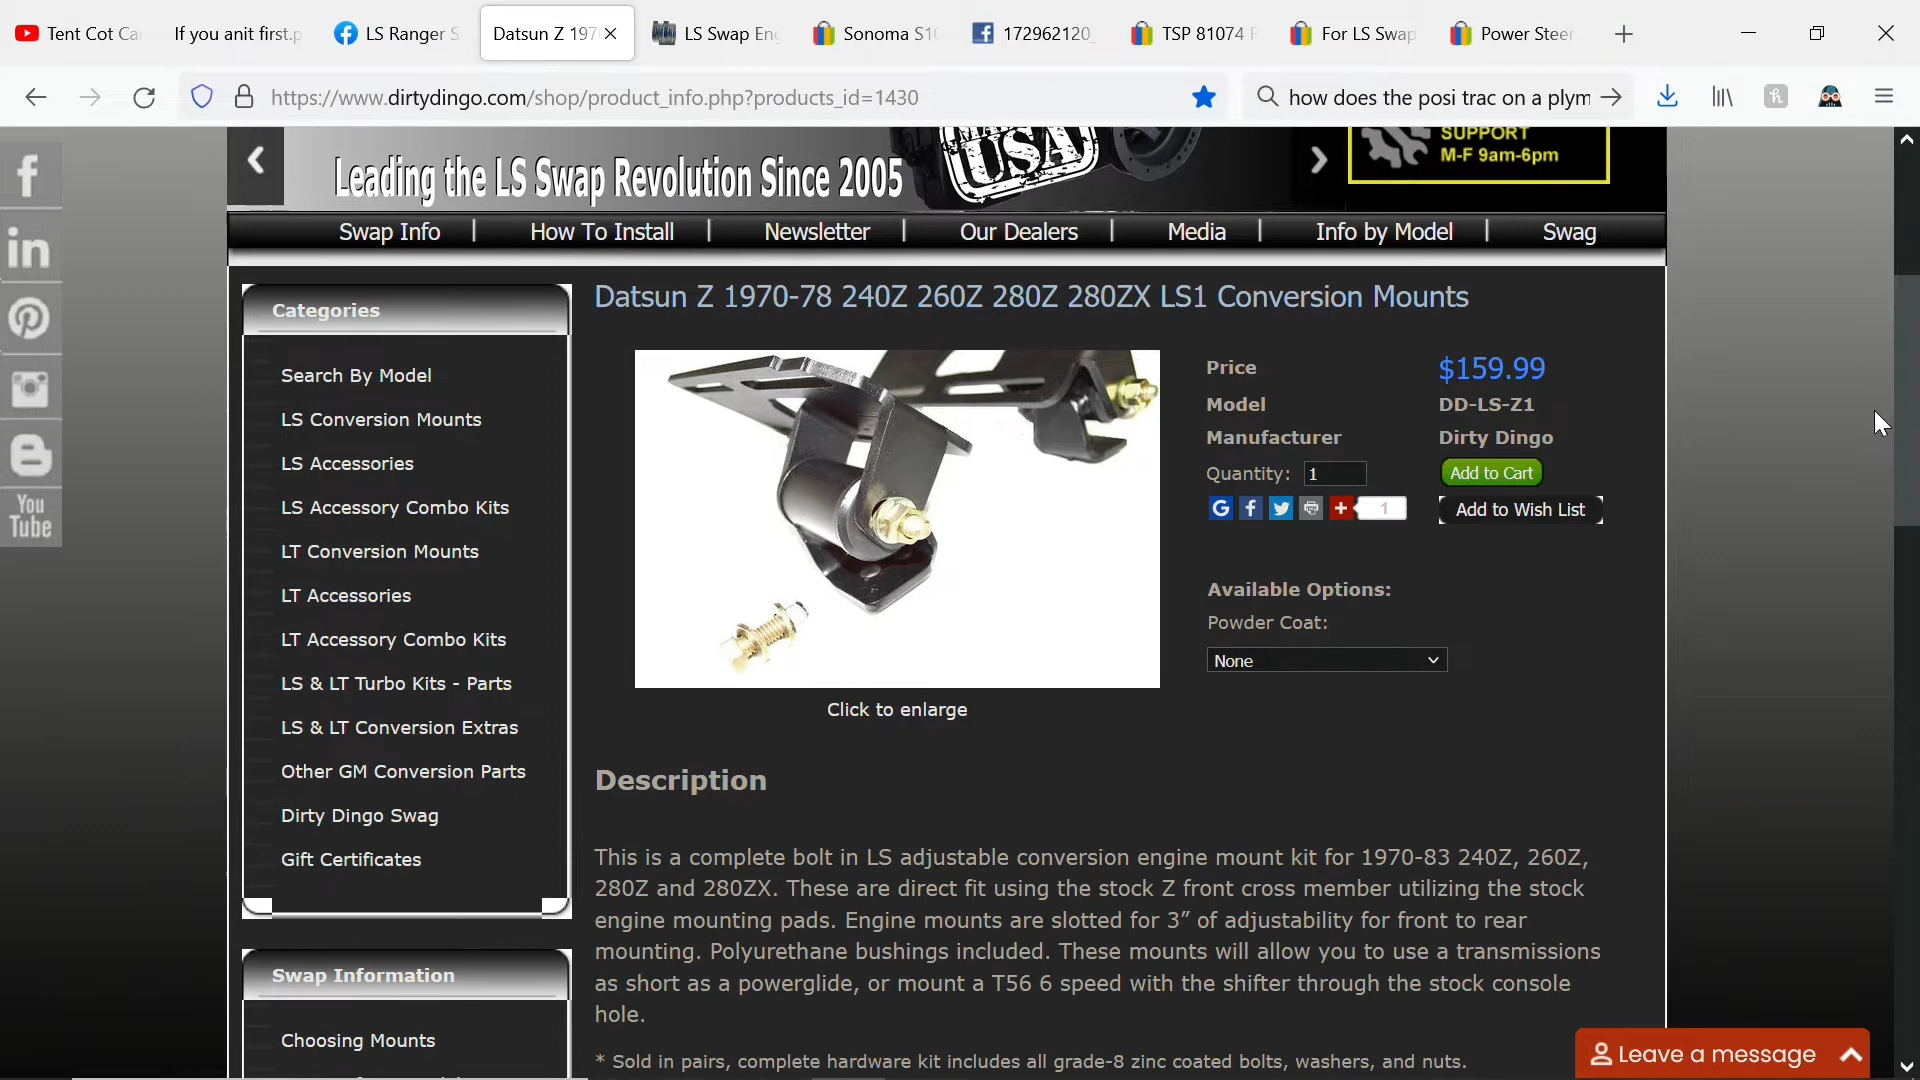 Tent Cot Ca
If you anit first.p
LS Ranger S
Datsun Z 197
LS Swap Eng
Sonoma S10
172962120_
TSP 81074 F
For LS Swap
Power Steer
https://www.dirtydingo.com/shop/product_info.php?products_id=1430
how does the posi trac on a plym
USA
SUPPORT
M-F 9am-6pm
Leading the LS Swap Revolution Since 2005
Swap Info
How To Install
Newsletter
Our Dealers
Media
Info by Model
Swag
You
Tube
Categories
Search By Model
LS Conversion Mounts
LS Accessories
LS Accessory Combo Kits
LT Conversion Mounts
LT Accessories
LT Accessory Combo Kits
LS & LT Turbo Kits - Parts
LS & LT Conversion Extras
Other GM Conversion Parts
Dirty Dingo Swag
Gift Certificates
Swap Information
Choosing Mounts
Datsun Z 1970-78 240Z 260Z 280Z 280ZX LS1 Conversion Mounts
Click to enlarge
Price $159.99
Model DD-LS-Z1
Manufacturer Dirty Dingo
Quantity: 1 Add to Cart
1 Add to Wish List
Available Options:
Powder Coat:
None
Description
This is a complete bolt in LS adjustable conversion engine mount kit for 1970-83 240Z, 260Z,
280Z and 280ZX. These are direct fit using the stock Z front cross member utilizing the stock
engine mounting pads. Engine mounts are slotted for 3” of adjustability for front to rear
mounting. Polyurethane bushings included. These mounts will allow you to use a transmissions
as short as a powerglide, or mount a T56 6 speed with the shifter through the stock console
hole.
* Sold in pairs, complete hardware kit includes all grade-8 zinc coated bolts, washers, and nuts.
Leave a message